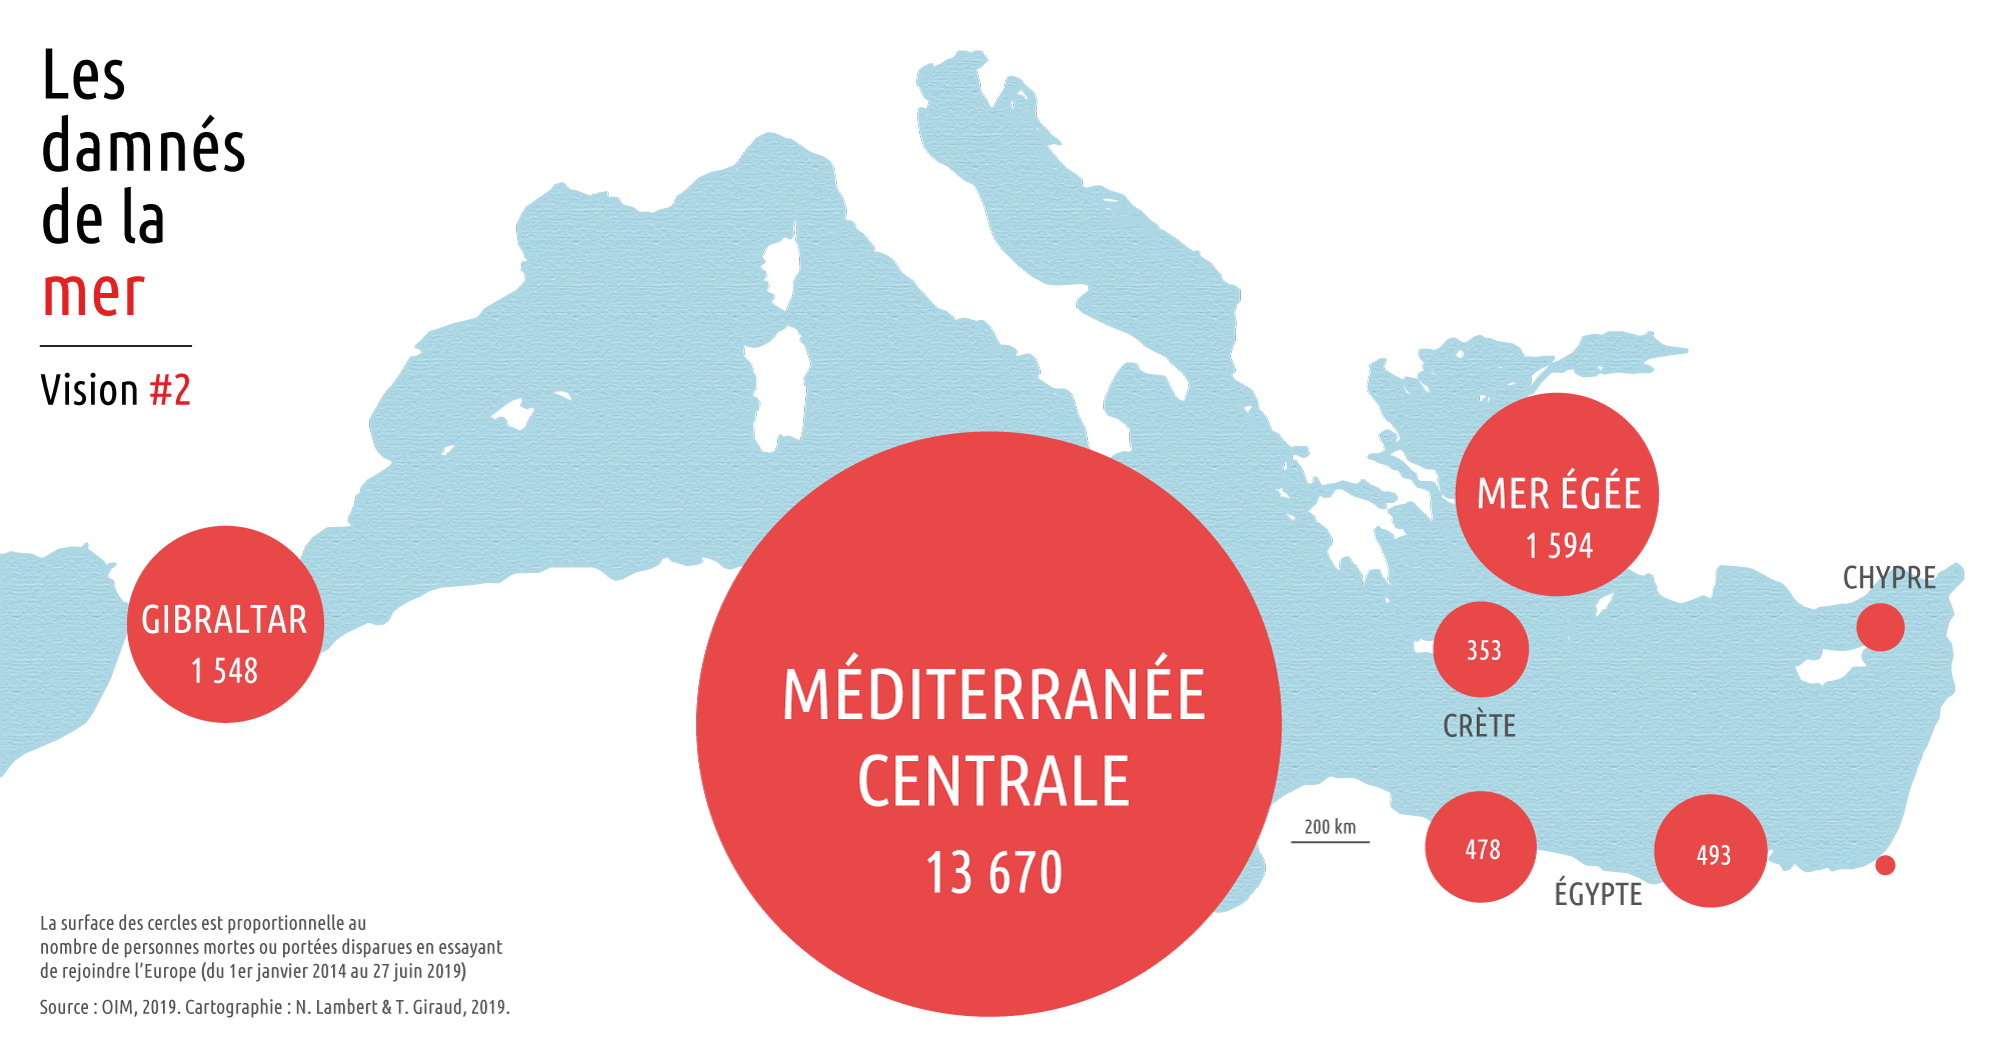 Les
damnés
de la
mer
Vision #2
GIBRALTAR
1 548
MÉDITERRANÉE
CENTRALE
13 670
MER ÉGÉE
1 594
CHYPRE
353
CRÈTE
200 km
478
ÉGYPTE
493
La surface des cercles est proportionnelle au
nombre de personnes mortes ou portées disparues en essayant
de rejoindre l'Europe (du 1er janvier 2014 au 27 juin 2019)
Source : OIM, 2019. Cartographie : N. Lambert & T. Giraud, 2019.